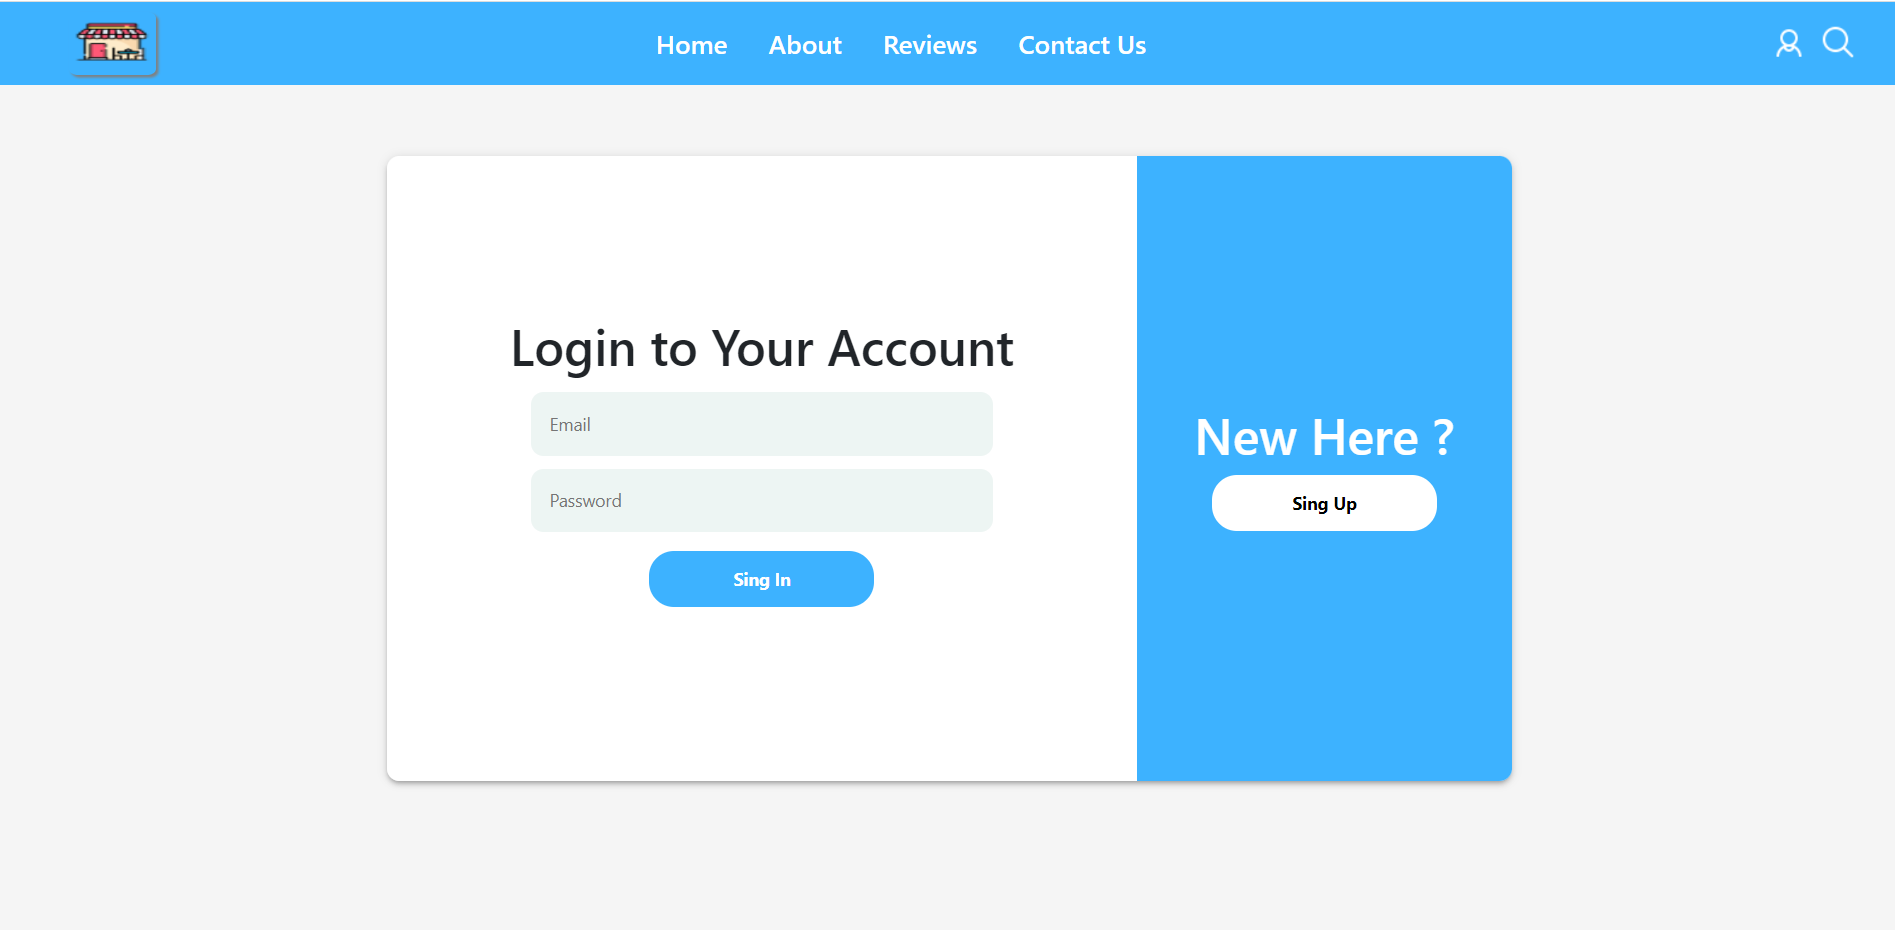 Home About Reviews Contact Us
Login to Your Account
Email
Password
Sing In
New Here ?
Sing Up